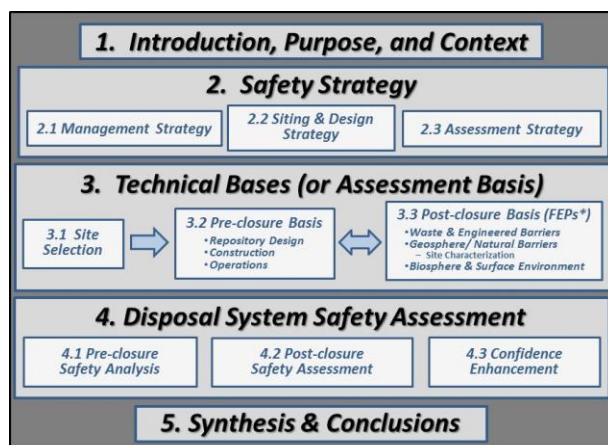 1. Introduction, Purpose, and Context
2. Safety Strategy
2.1 Management Strategy
2.2 Siting & Design
Strategy
2.3 Assessment Strategy
3. Technical Bases (or Assessment Basis)
3.1 Site
Selection
3.2 Pre-closure Basis
•Repository Design
•Construction
•Operations
3.3 Post-closure Basis (FEPs*)
•Waste & Engineered Barriers
•Geosphere/ Natural Barriers
– Site Characterization
•Biosphere & Surface Environment
4. Disposal System Safety Assessment
4.1 Pre-closure
Safety Analysis
4.2 Post-closure
Safety Assessment
4.3 Confidence
Enhancement
5. Synthesis & Conclusions